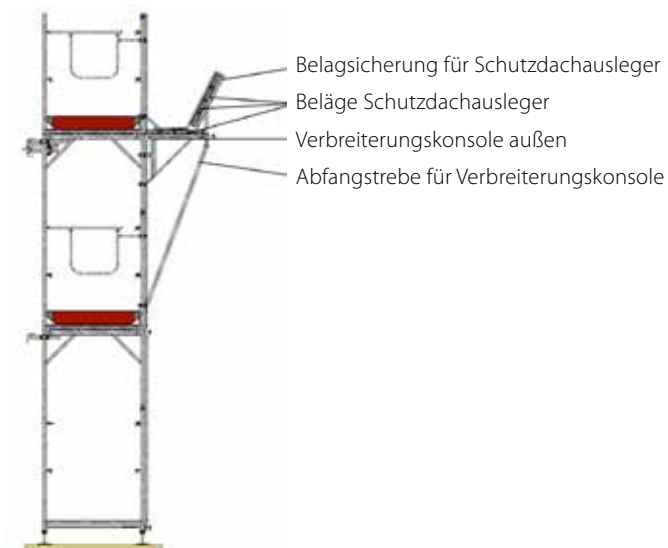 Belagsicherung für Schutzdachausleger
Beläge Schutzdachausleger
Verbreiterungskonsole außen
Abfangstrebe für Verbreiterungskonsole